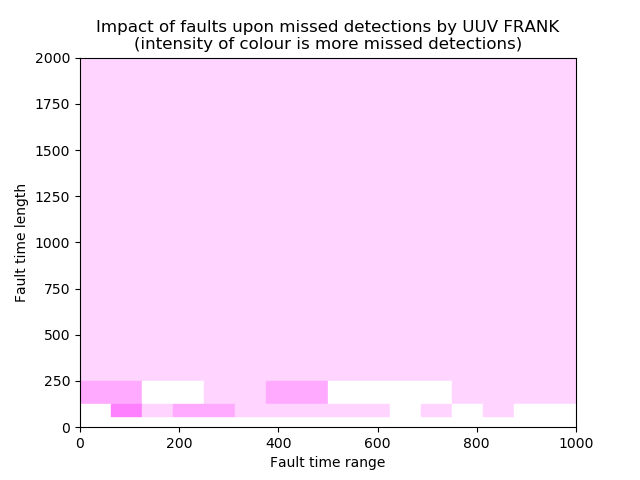 Impact of faults upon missed detections by UUV FRANK
(intensity of colour is more missed detections)
2000
1750
1500
1250
1000
750
500
250
0
Fault time length
0 200 400 600 800 1000
Fault time range